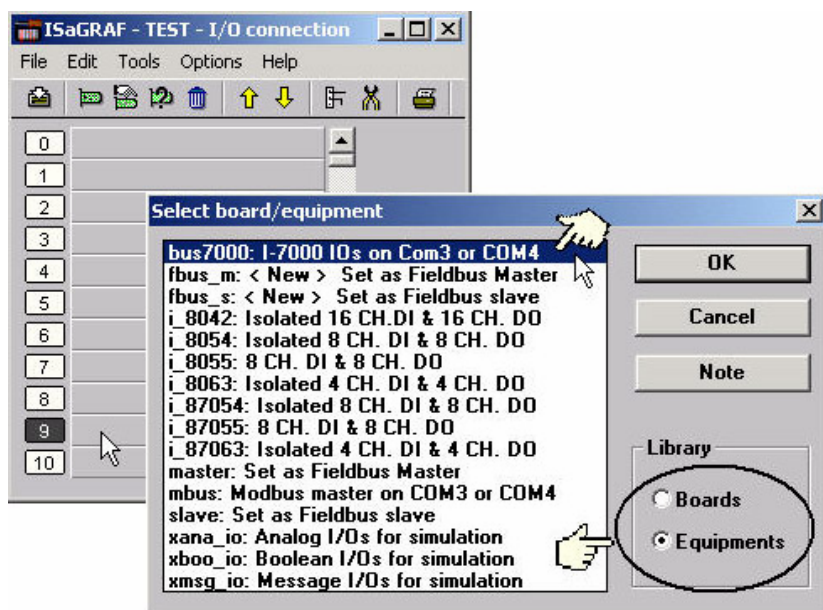 ISaGRAF - TEST - I/O connection
File Edit Tools Options Help
0
1
2
3
4
5
6
7
8
9
10
Select board/equipment
bus7000: I-7000 IOs on Com3 or COM4
fbus_m: < New > Set as Fieldbus Master
fbus_s: < New > Set as Fieldbus slave
i_8042: Isolated 16 CH.DI & 16 CH. DO
i_8054: Isolated 8 CH. DI & 8 CH. DO
i_8055: 8 CH. DI & 8 CH. DO
i_8063: Isolated 4 CH. DI & 4 CH. DO
i_87054: Isolated 8 CH. DI & 8 CH. DO
i_87055: 8 CH. DI & 8 CH. DO
i_87063: Isolated 4 CH. DI & 4 CH. DO
master: Set as Fieldbus Master
mbus: Modbus master on COM3 or COM4
slave: Set as Fieldbus slave
xana_io: Analog I/Os for simulation
xboo_io: Boolean I/Os for simulation
xmsg_io: Message I/Os for simulation
OK
Cancel
Note
Library
Boards
Equipments